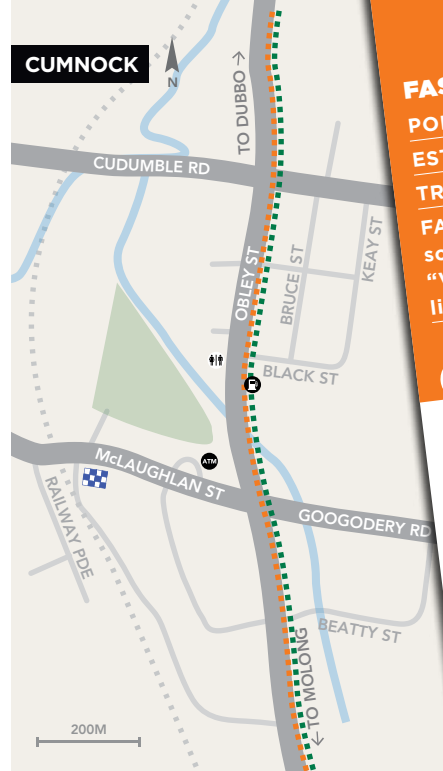 CUMNOCK
N
TO DUBBO →
CUDUMBLE RD
OBLEY ST
BRUCE ST
KEAY ST
BLACK ST
ATM
McLAUGHLAN ST
RAILWAY PDE
GOOGODERY RD
BEATTY ST
← TO MOLONG
200M
FAS
POP
EST
TR
FA
so
“Y
li